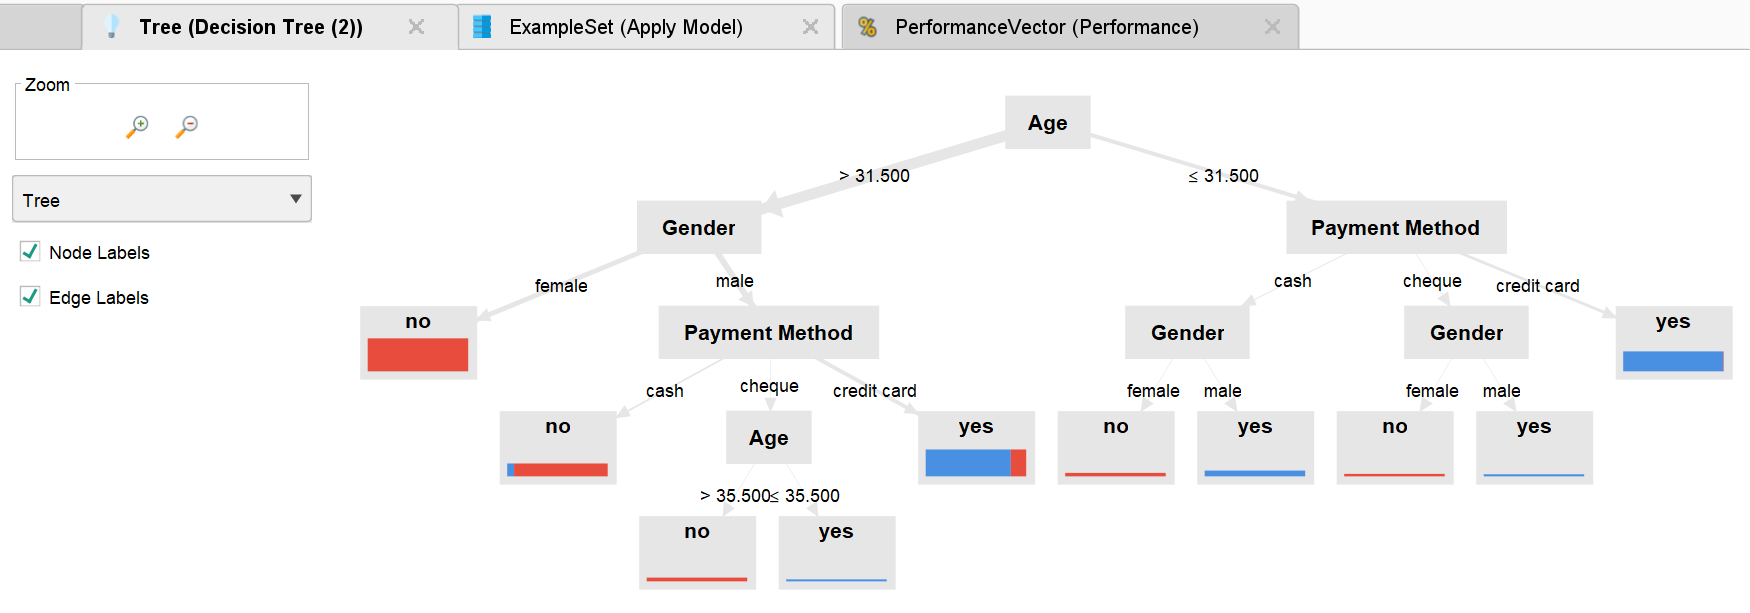 Tree (Decision Tree (2))
ExampleSet (Apply Model)
PerformanceVector (Performance)
Zoom
Tree
Node Labels
Edge Labels
Age
> 31.500
≤ 31.500
Gender
Payment Method
female
male
cash
cheque
credit card
no
Payment Method
Gender
Gender
yes
cash
cheque
credit card
female
male
female
male
no
Age
yes
no
yes
no
yes
> 35.500
≤ 35.500
no
yes